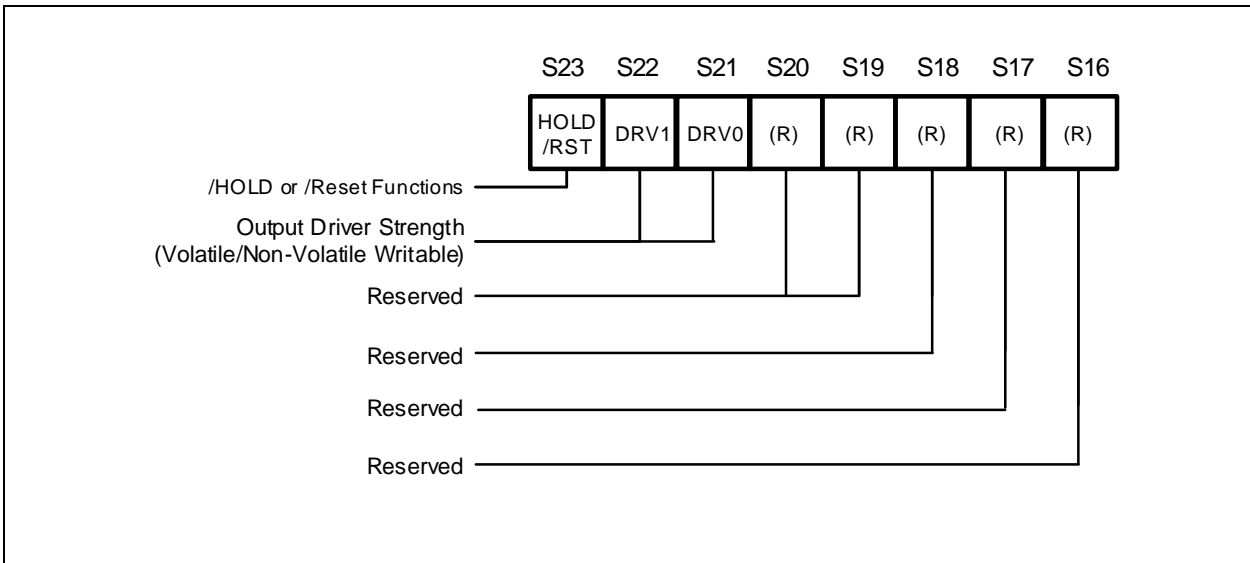 S23 S22 S21 S20 S19 S18 S17 S16
HOLD
/RST DRV1 DRV0 (R) (R) (R) (R) (R)
/HOLD or /Reset Functions
Output Driver Strength
(Volatile/Non-Volatile Writable)
Reserved
Reserved
Reserved
Reserved